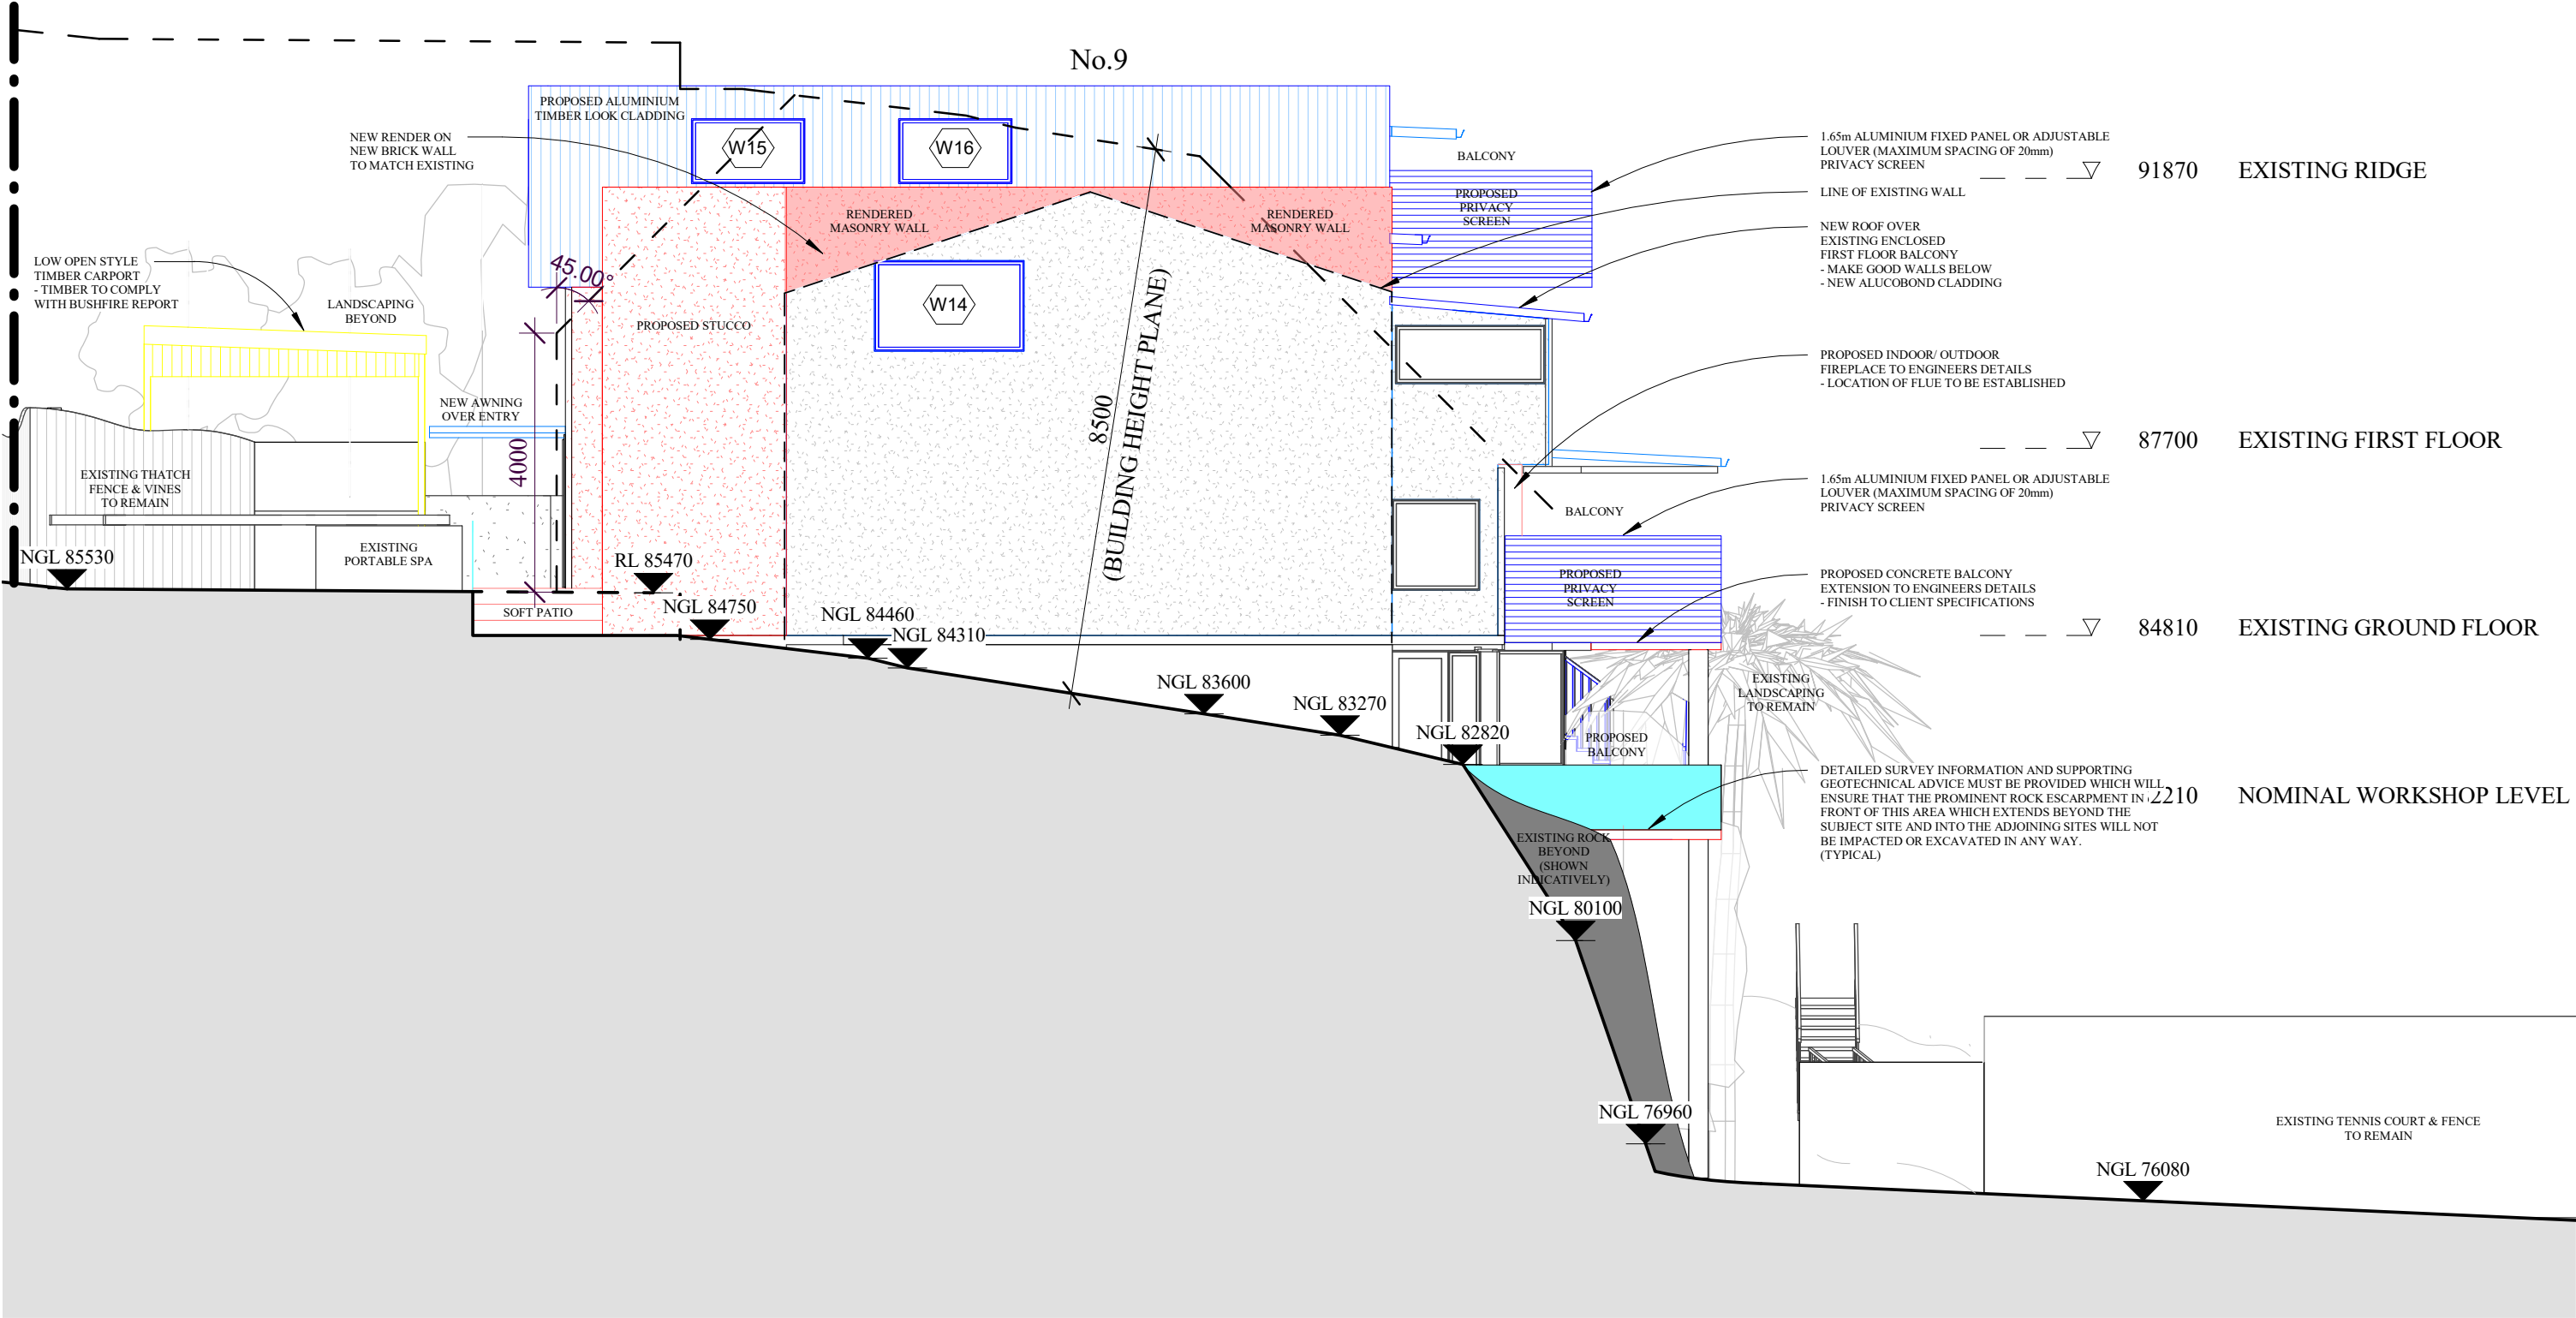 No.9
PROPOSED ALUMINIUM
TIMBER LOOK CLADDING
NEW RENDER ON
NEW BRICK WALL
TO MATCH EXISTING
W15
W16
BALCONY
1.65m ALUMINIUM FIXED PANEL OR ADJUSTABLE
LOUVER (MAXIMUM SPACING OF 20mm)
PRIVACY SCREEN
91870 EXISTING RIDGE
LINE OF EXISTING WALL
PROPOSED
PRIVACY
SCREEN
RENDERED
MASONRY WALL
RENDERED
MASONRY WALL
NEW ROOF OVER
EXISTING ENCLOSED
FIRST FLOOR BALCONY
- MAKE GOOD WALLS BELOW
- NEW ALUCOBOND CLADDING
LOW OPEN STYLE
TIMBER CARPORT
- TIMBER TO COMPLY
WITH BUSHFIRE REPORT
45.00°
LANDSCAPING
BEYOND
W14
PROPOSED STUCCO
8500
(BUILDING HEIGHT PLANE)
PROPOSED INDOOR/ OUTDOOR
FIREPLACE TO ENGINEERS DETAILS
- LOCATION OF FLUE TO BE ESTABLISHED
NEW AWNING
OVER ENTRY
4000
87700 EXISTING FIRST FLOOR
EXISTING THATCH
FENCE & VINES
TO REMAIN
1.65m ALUMINIUM FIXED PANEL OR ADJUSTABLE
LOUVER (MAXIMUM SPACING OF 20mm)
PRIVACY SCREEN
BALCONY
NGL 85530
EXISTING
PORTABLE SPA
RL 85470
PROPOSED
PRIVACY
SCREEN
PROPOSED CONCRETE BALCONY
EXTENSION TO ENGINEERS DETAILS
- FINISH TO CLIENT SPECIFICATIONS
SOFT PATIO
NGL 84750
NGL 84460
NGL 84310
84810 EXISTING GROUND FLOOR
NGL 83600
NGL 83270
NGL 82820
EXISTING
LANDSCAPING
TO REMAIN
PROPOSED
BALCONY
DETAILED SURVEY INFORMATION AND SUPPORTING
GEOTECHNICAL ADVICE MUST BE PROVIDED WHICH WILL
ENSURE THAT THE PROMINENT ROCK ESCARPMENT IN
FRONT OF THIS AREA WHICH EXTENDS BEYOND THE
SUBJECT SITE AND INTO THE ADJOINING SITES WILL NOT
BE IMPACTED OR EXCAVATED IN ANY WAY.
(TYPICAL)
2210 NOMINAL WORKSHOP LEVEL
EXISTING ROCK
BEYOND
(SHOWN
INDICATIVELY)
NGL 80100
NGL 76960
EXISTING TENNIS COURT & FENCE
TO REMAIN
NGL 76080